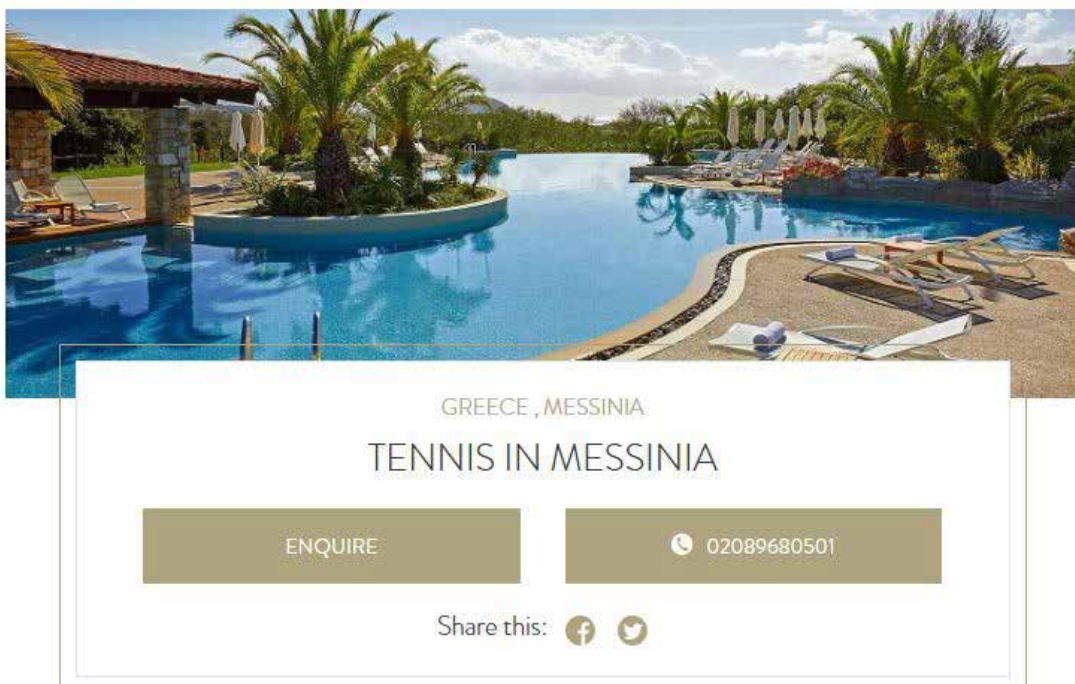 GREECE , MESSINIA
TENNIS IN MESSINIA
ENQUIRE
02089680501
Share this: